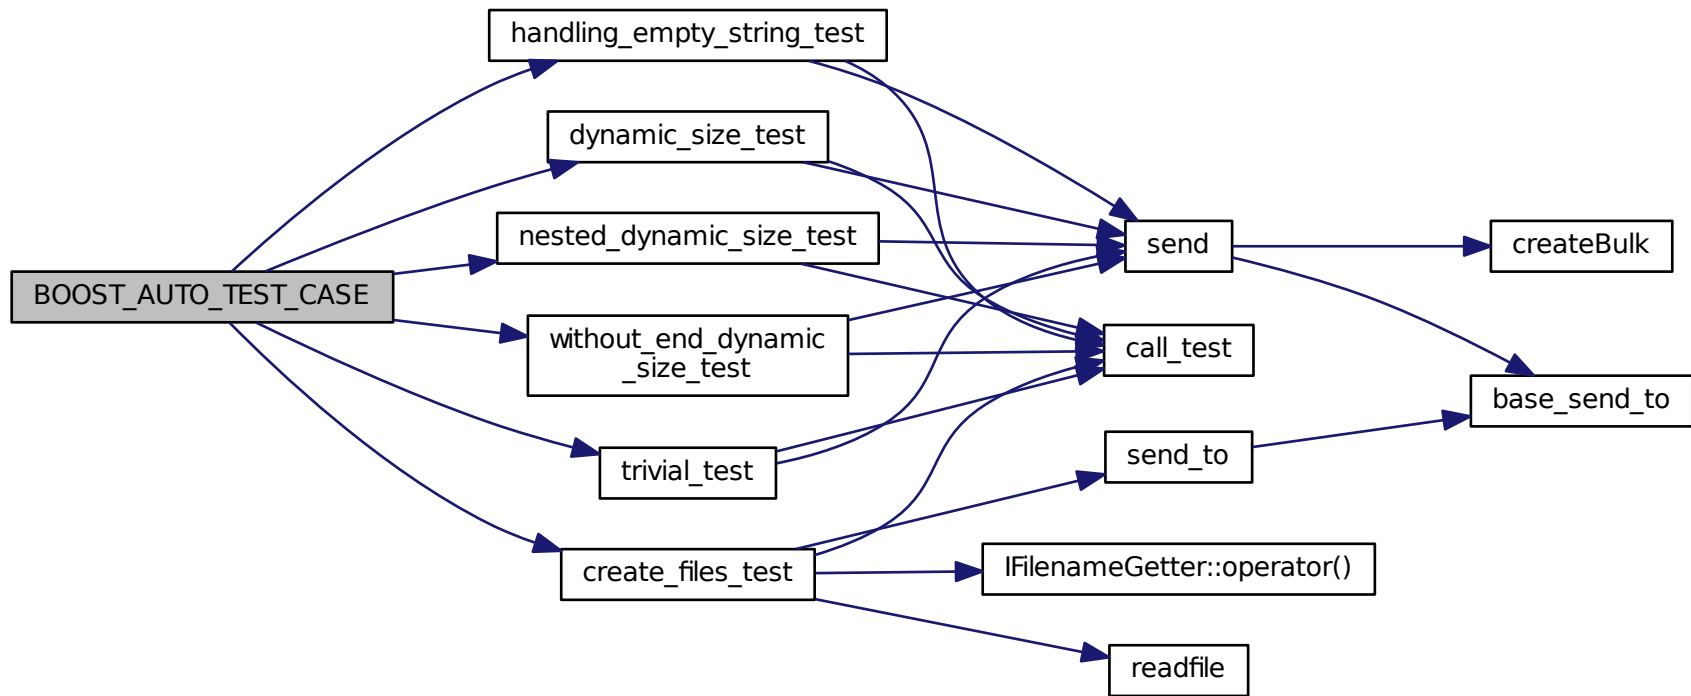 handling_empty_string_test
dynamic_size_test
nested_dynamic_size_test
send
createBulk
BOOST_AUTO_TEST_CASE
without_end_dynamic
_size_test
call_test
base_send_to
trivial_test
send_to
create_files_test
IFilenameGetter::operator()
readfile